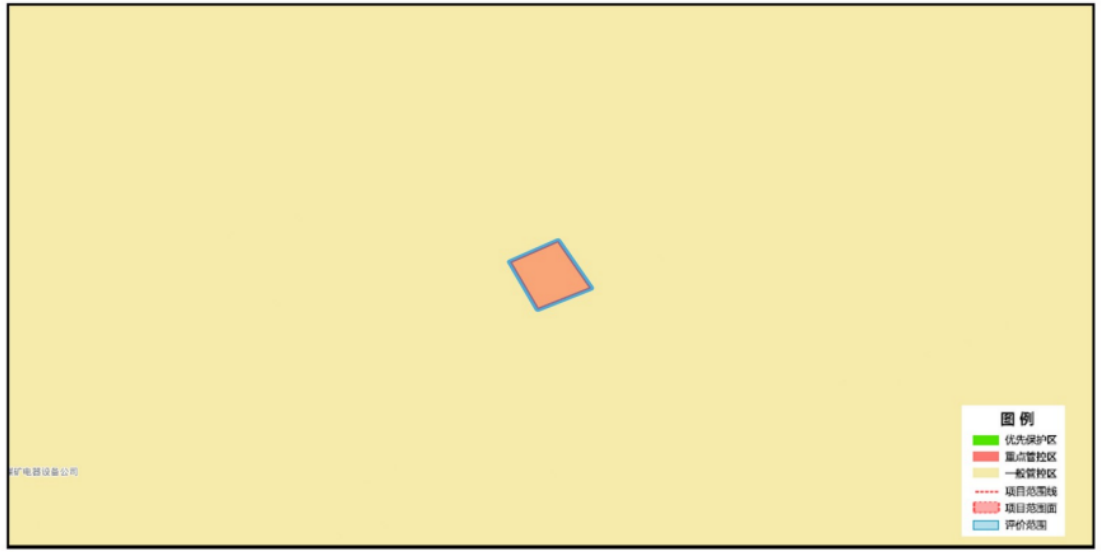 矿电器设备公司
图例
优先保护区
重点管控区
一般管控区
项目范围线
项目范围面
评价范围